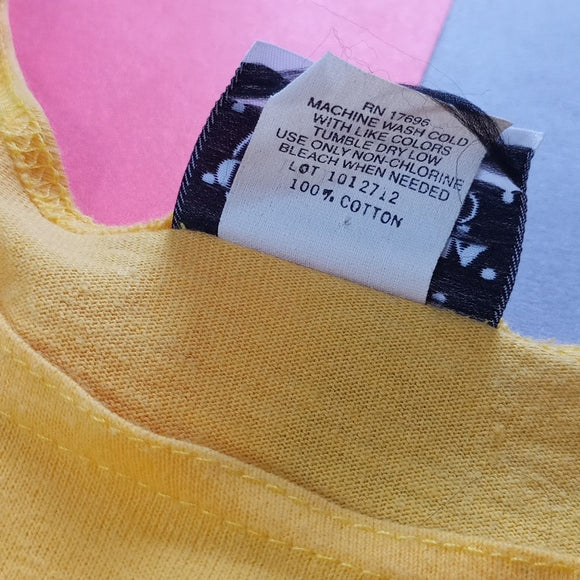 RN 17696
MACHINE WASH COLD
WITH LIKE COLORS
TUMBLE DRY LOW
USE ONLY NON-CHLORINE
BLEACH WHEN NEEDED
LOT 1012712
100% COTTON